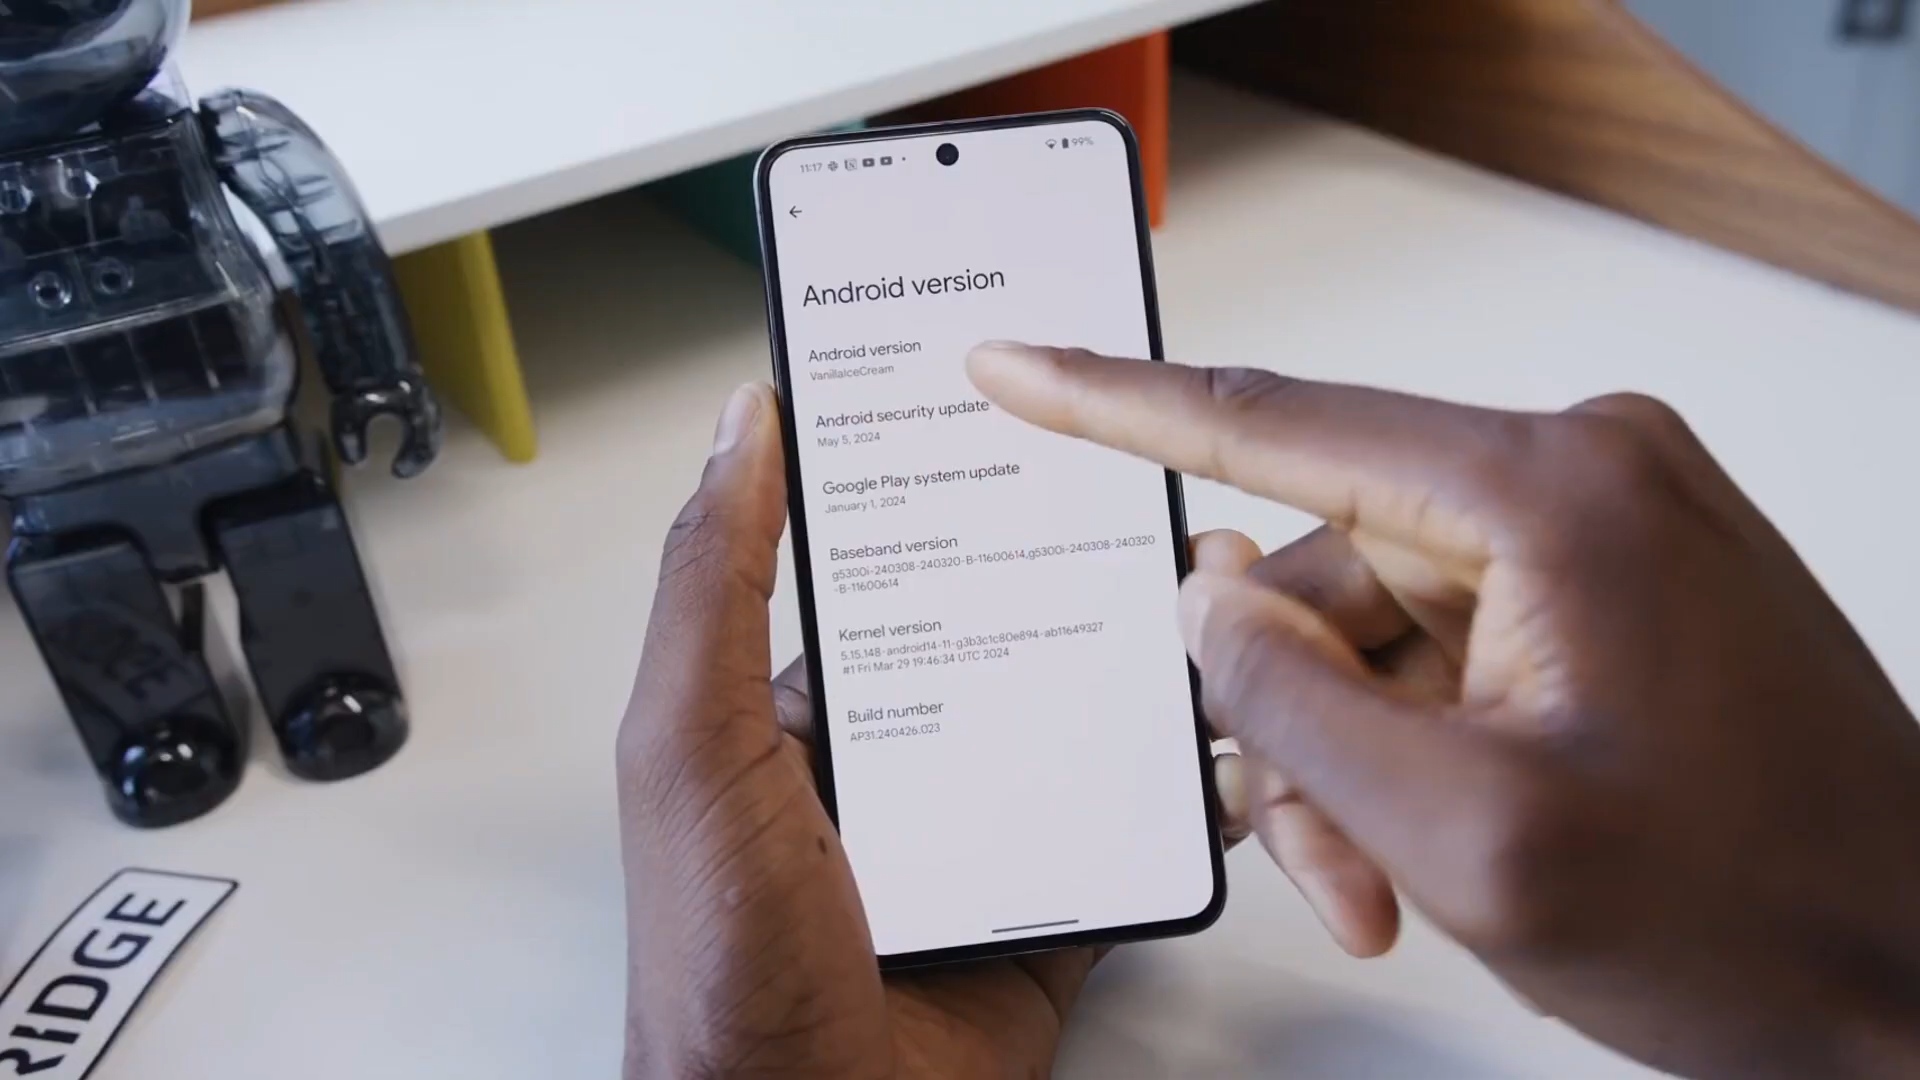 11:17
99%
Android version
Android version
VanillaIceCream
Android security update
May 5, 2024
Google Play system update
January 1, 2024
Baseband version
g5300i-240308-240320-B-11600614,g5300i-240308-240320
-B-11600614
Kernel version
5.15.148-android14-11-g3b3c1c80e894-ab11649327
#1 Fri Mar 29 19:46:34 UTC 2024
Build number
AP31.240426.023
RIDGE